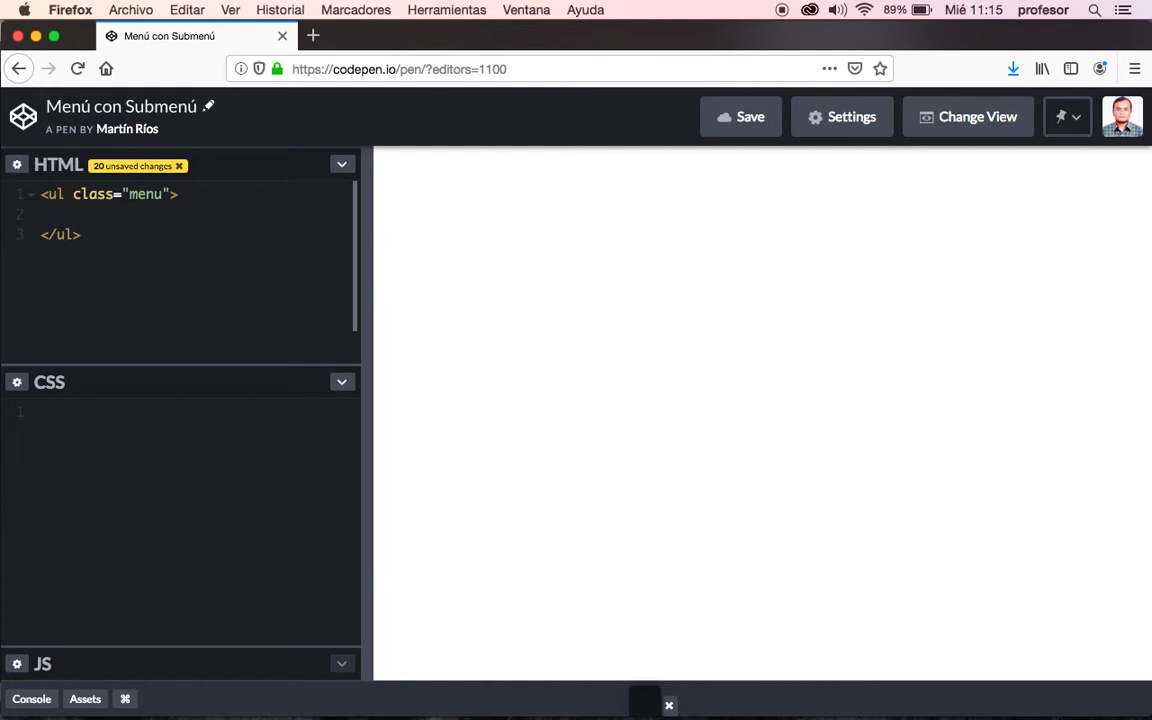 Firefox Archivo Editar Ver Historial Marcadores Herramientas Ventana Ayuda 89% Mié 11:15 profesor
Menú con Submenú
https://codepen.io/pen/?editors=1100
Menú con Submenú
A PEN BY Martín Ríos
Save Settings Change View
HTML 20 unsaved changes ×
1 <ul class="menu">
2
3 </ul>
CSS
1
JS
Console Assets ⌘